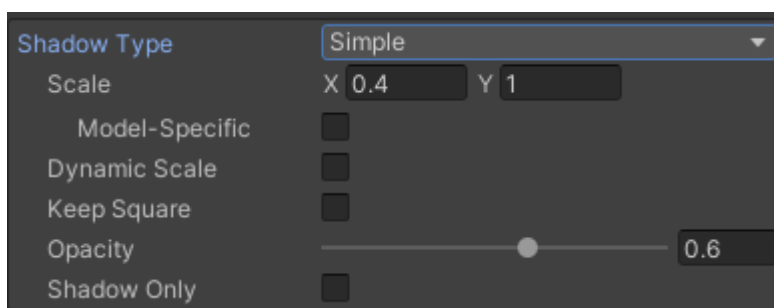 Shadow Type Simple
Scale X 0.4 Y 1
Model-Specific
Dynamic Scale
Keep Square
Opacity 0.6
Shadow Only